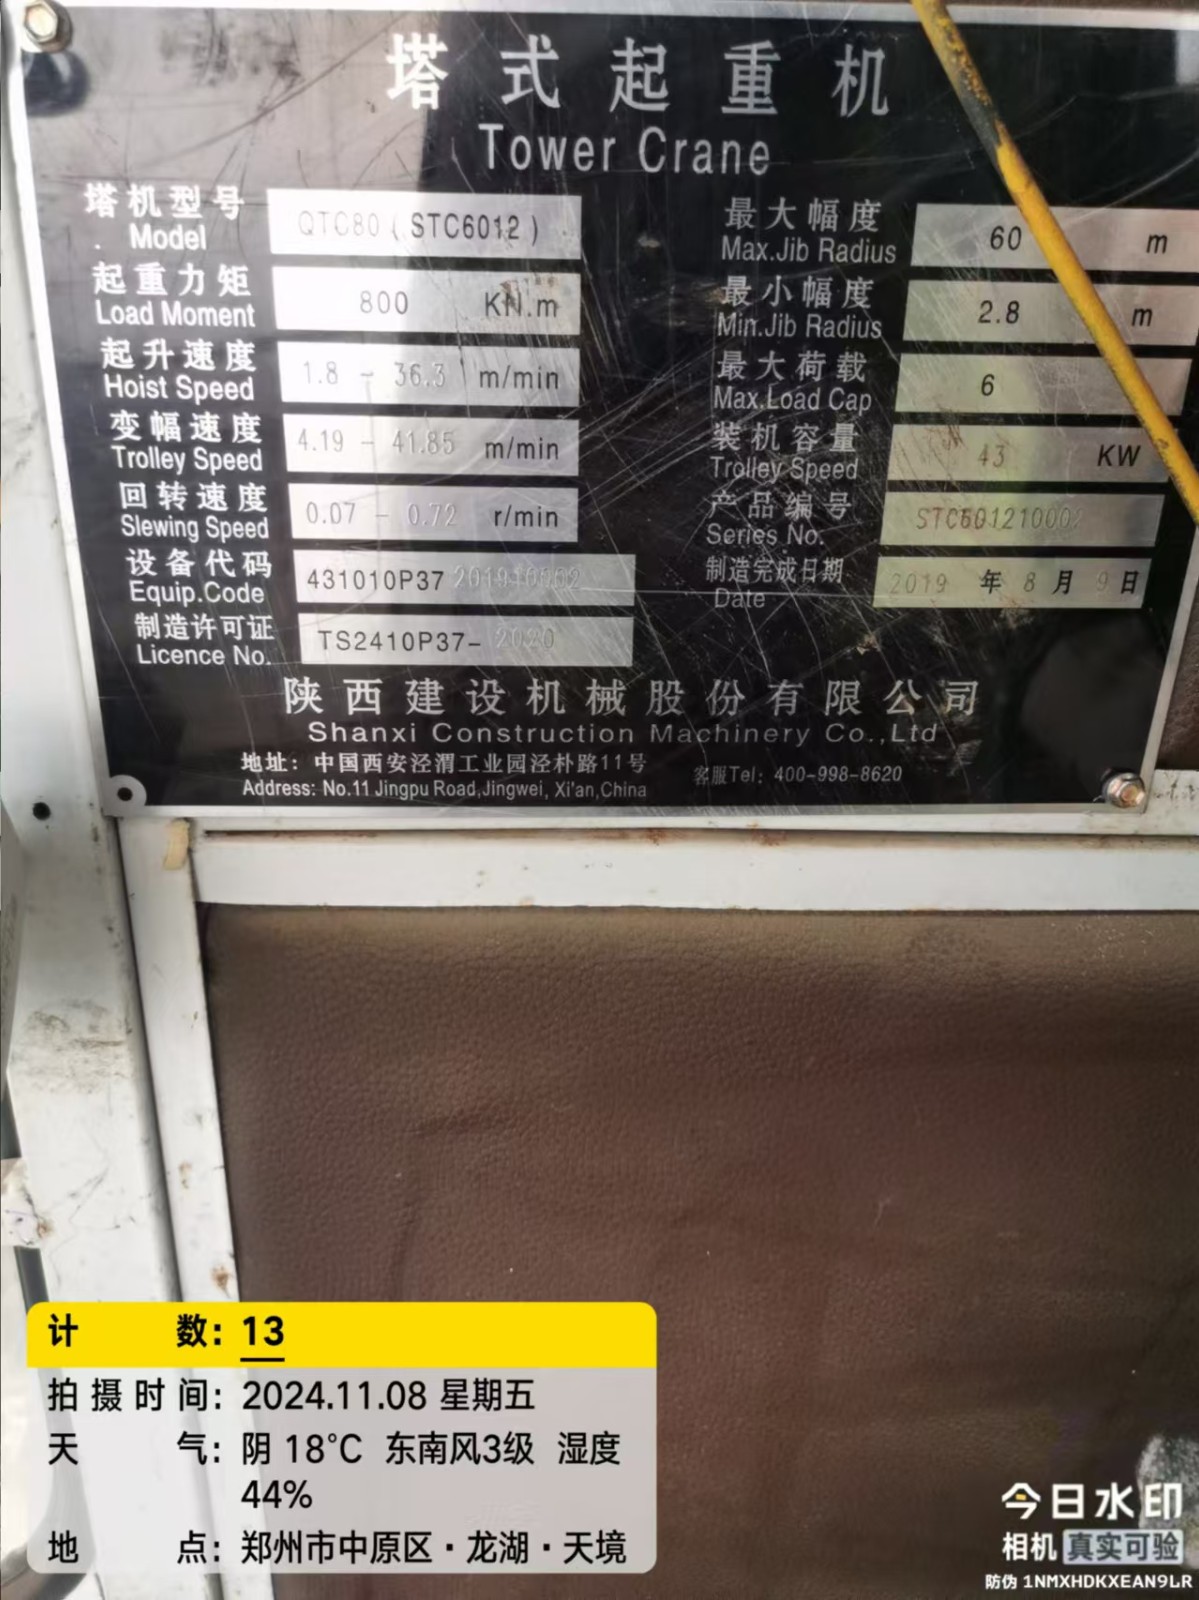 塔式起重机
Tower Crane
塔机型号 QTC80(STC6012)
Model
起重力矩 800 KN.m
Load Moment
起升速度 1.8 - 36.3 m/min
Hoist Speed
变幅速度 4.19 - 41.85 m/min
Trolley Speed
回转速度 0.07 - 0.72 r/min
Slewing Speed
设备代码 431010P37 201910002
Equip.Code
制造许可证 TS2410P37- 2020
Licence No.
最大幅度 60 m
Max.Jib Radius
最小幅度 2.8 m
Min.Jib Radius
最大荷载 6
Max.Load Cap
装机容量 43 KW
Trolley Speed
产品编号 STC601210002
Series No.
制造完成日期 2019 年 8 月 9 日
Date
陕西建设机械股份有限公司
Shanxi Construction Machinery Co.,Ltd
地址：中国西安泾渭工业园泾朴路11号 客服Tel：400-998-8620
Address: No.11 Jingpu Road,Jingwei, Xi'an,China
计数：13
拍摄时间：2024.11.08 星期五
天气：阴 18℃ 东南风3级 湿度
44%
地点：郑州市中原区·龙湖·天境
今日水印
相机 真实可验
防伪 1NMXHDKXEAN9LR